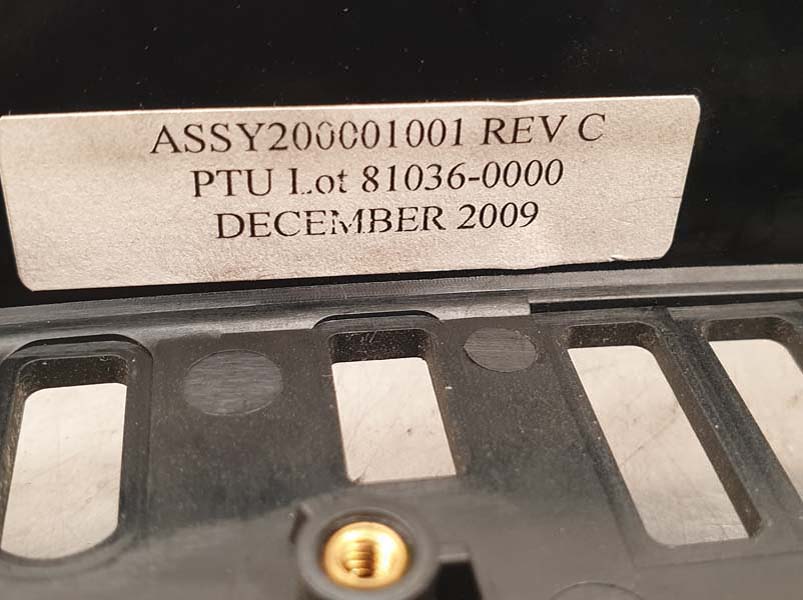 ASSY200001001 REV C
PTU Lot 81036-0000
DECEMBER 2009